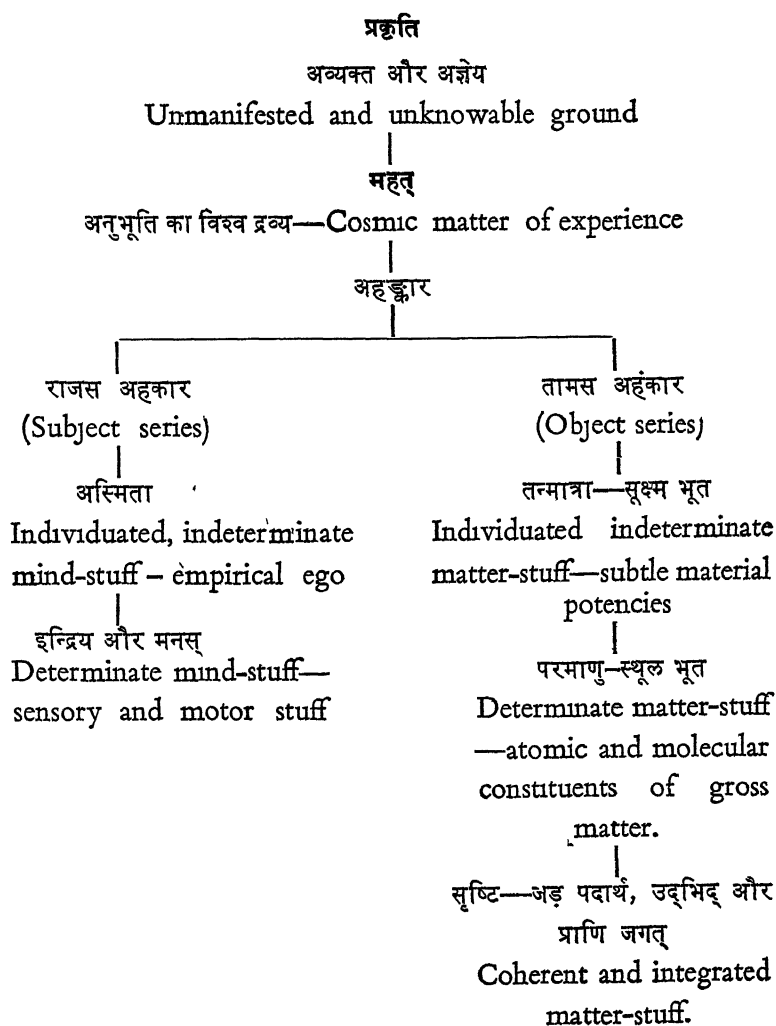 प्रकृति
अव्यक्त और अज्ञेय
Unmanifested and unknowable ground
महत्
अनुभूति का विश्व द्रव्य—Cosmic matter of experience
अहङ्कार
राजस अहकार
(Subject series)
अस्मिता
Individuated, indeterminate
mind-stuff – empirical ego
इन्द्रिय और मनस्
Determinate mind-stuff—
sensory and motor stuff
तामस अहंकार
(Object series)
तन्मात्रा—सूक्ष्म भूत
Individuated indeterminate
matter-stuff—subtle material
potencies
परमाणु–स्थूल भूत
Determinate matter-stuff
—atomic and molecular
constituents of gross
matter.
सृष्टि—जड़ पदार्थ, उद्‌भिद् और
प्राणि जगत्
Coherent and integrated
matter-stuff.